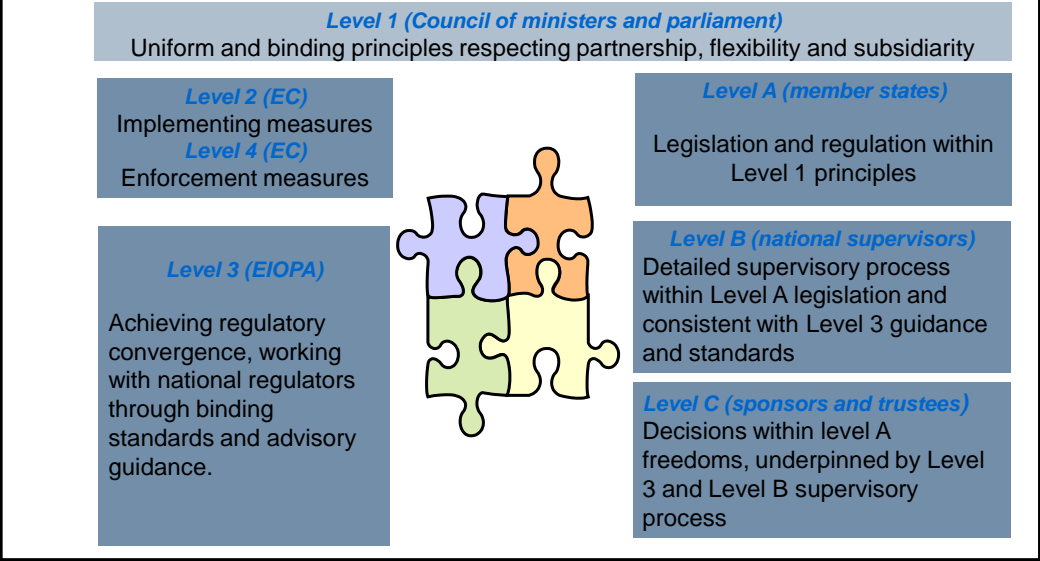 Level 1 (Council of ministers and parliament)
Uniform and binding principles respecting partnership, flexibility and subsidiarity
Level 2 (EC)
Implementing measures
Level 4 (EC)
Enforcement measures
Level 3 (EIOPA)
Achieving regulatory
convergence, working
with national regulators
through binding
standards and advisory
guidance.
Level A (member states)
Legislation and regulation within
Level 1 principles
Level B (national supervisors)
Detailed supervisory process
within Level A legislation and
consistent with Level 3 guidance
and standards
Level C (sponsors and trustees)
Decisions within level A
freedoms, underpinned by Level
3 and Level B supervisory
process